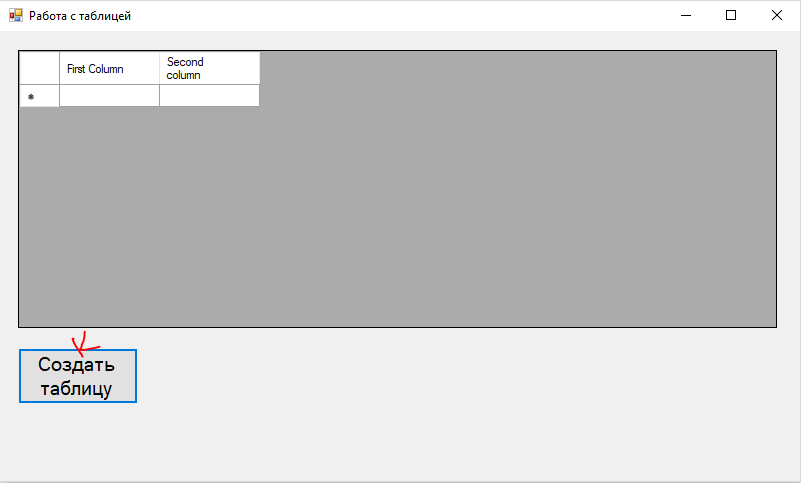 Работа с таблицей
First Column
Second
column
*
Создать
таблицу